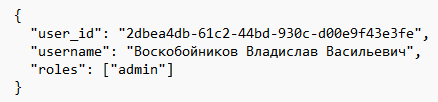 {
"user_id": "2dbea4db-61c2-44bd-930c-d00e9f43e3fe",
"username": "Воскобойников Владислав Васильевич",
"roles": ["admin"]
}